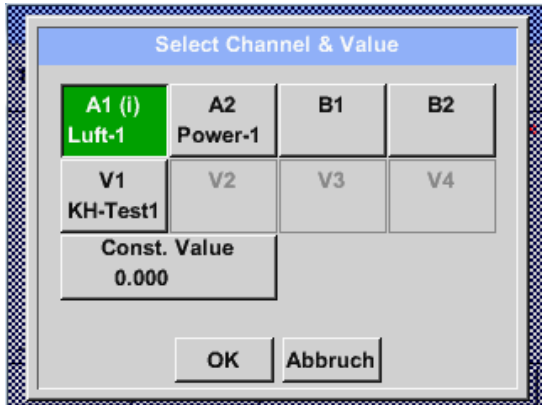 Select Channel & Value
A1 (i) A2 B1 B2
Luft-1 Power-1
V1 V2 V3 V4
KH-Test1
Const. Value
0.000
OK Abbruch